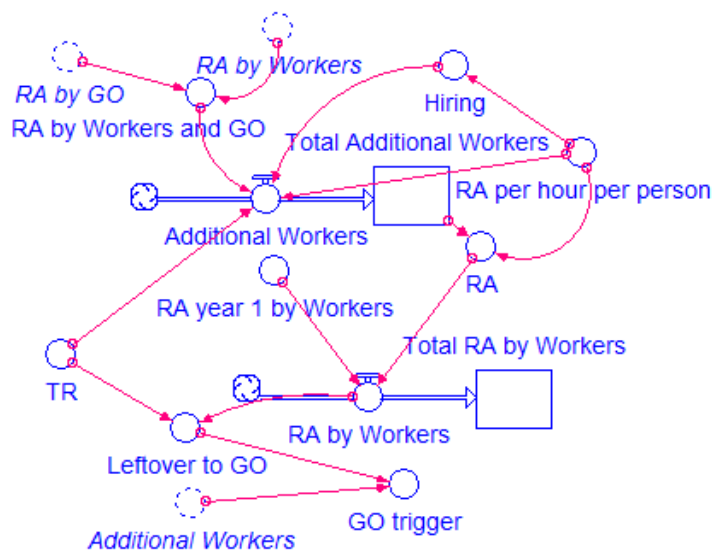 RA by Workers
RA by GO
Hiring
RA by Workers and GO
Total Additional Workers
RA per hour per person
Additional Workers
RA
RA year 1 by Workers
Total RA by Workers
TR
RA by Workers
Leftover to GO
GO trigger
Additional Workers